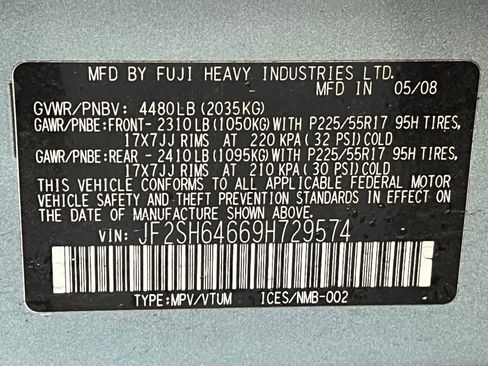 MFD BY FUJI HEAVY INDUSTRIES LTD.
MFD IN 05/08
GVWR/PNBV: 4480LB(2035KG)
GAWR/PNBE:FRONT-2310LB(1050KG)WITH P225/55R17 95H TIRES,
17X7JJ RIMS AT 220 KPA(32 PSI)COLD
GAWR/PNBE:REAR -2410LB(1095KG)WITH P225/55R17 95H TIRES,
17X7JJ RIMS AT 210 KPA(30 PSI)COLD
THIS VEHICLE CONFORMS TO ALL APPLICABLE FEDERAL MOTOR
VEHICLE SAFETY AND THEFT PREVENTION STANDARDS IN EFFECT
ON THE DATE OF MANUFACTURE SHOWN ABOVE.
VIN: JF2SH64669H729574
TYPE:MPV/VTUM ICES/NMB-002